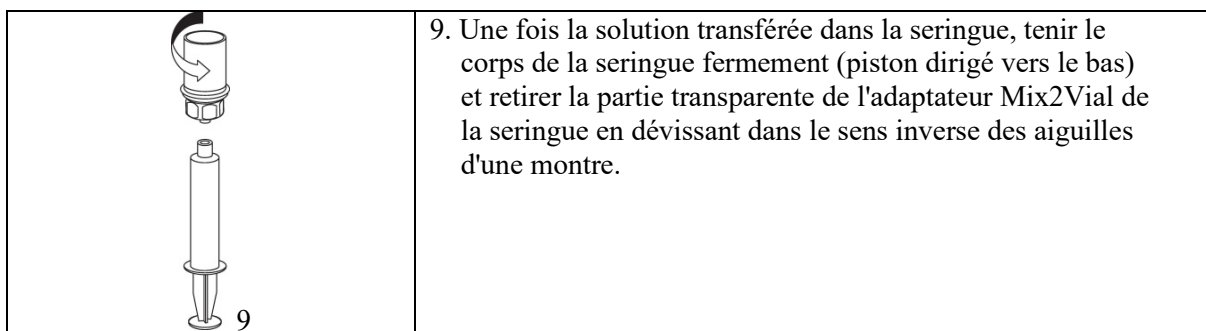 9. Une fois la solution transférée dans la seringue, tenir le
corps de la seringue fermement (piston dirigé vers le bas)
et retirer la partie transparente de l'adaptateur Mix2Vial de
la seringue en dévissant dans le sens inverse des aiguilles
d'une montre.
9